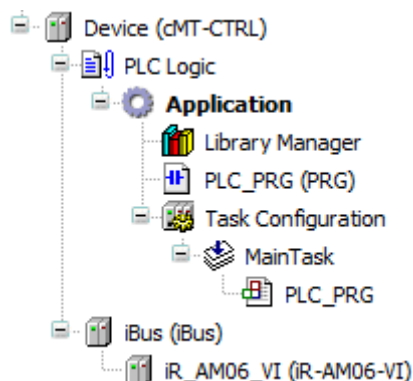 Device (cMT-CTRL)
PLC Logic
Application
Library Manager
PLC_PRG (PRG)
Task Configuration
MainTask
PLC_PRG
iBus (iBus)
iR_AM06_VI (iR-AM06-VI)